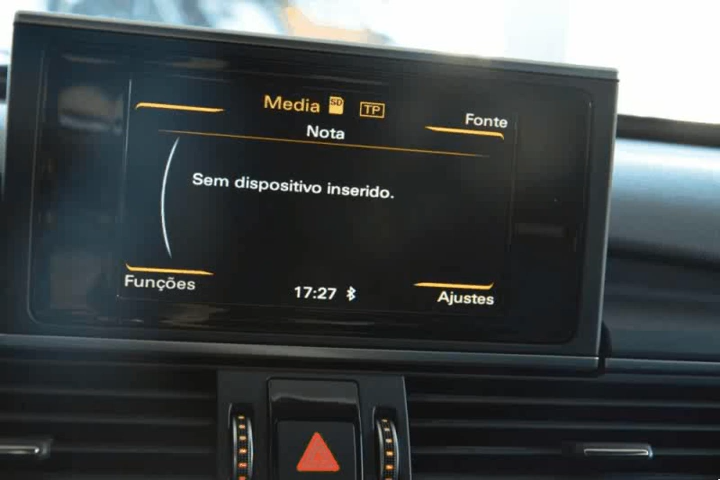 Media SD TP
Fonte
Nota
Sem dispositivo inserido.
Funções
17:27
Ajustes